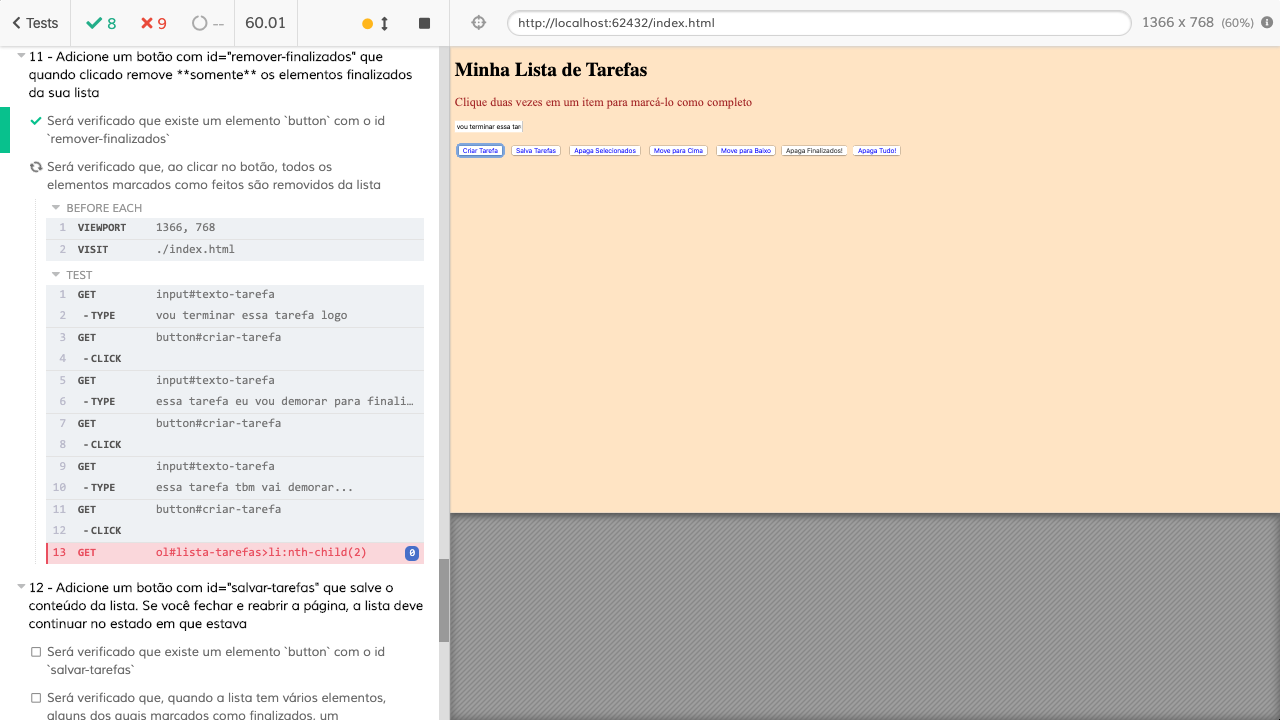 Tests
8
9
--
60.01
http://localhost:62432/index.html
1366 x 768 (60%)
11 - Adicione um botão com id="remover-finalizados" que
quando clicado remove **somente** os elementos finalizados
da sua lista
Será verificado que existe um elemento `button` com o id
`remover-finalizados`
Será verificado que, ao clicar no botão, todos os
elementos marcados como feitos são removidos da lista
BEFORE EACH
1 VIEWPORT 1366, 768
2 VISIT ./index.html
TEST
1 GET input#texto-tarefa
2 - TYPE vou terminar essa tarefa logo
3 GET button#criar-tarefa
4 - CLICK
5 GET input#texto-tarefa
6 - TYPE essa tarefa eu vou demorar para finali…
7 GET button#criar-tarefa
8 - CLICK
9 GET input#texto-tarefa
10 - TYPE essa tarefa tbm vai demorar...
11 GET button#criar-tarefa
12 - CLICK
13 GET ol#lista-tarefas>li:nth-child(2) 0
12 - Adicione um botão com id="salvar-tarefas" que salve o
conteúdo da lista. Se você fechar e reabrir a página, a lista deve
continuar no estado em que estava
Será verificado que existe um elemento `button` com o id
`salvar-tarefas`
Será verificado que, quando a lista tem vários elementos,
alguns dos quais marcados como finalizados, um
Minha Lista de Tarefas
Clique duas vezes em um item para marcá-lo como completo
vou terminar essa tar
Criar Tarefa Salva Tarefas Apaga Selecionados Move para Cima Move para Baixo Apaga Finalizados! Apaga Tudo!